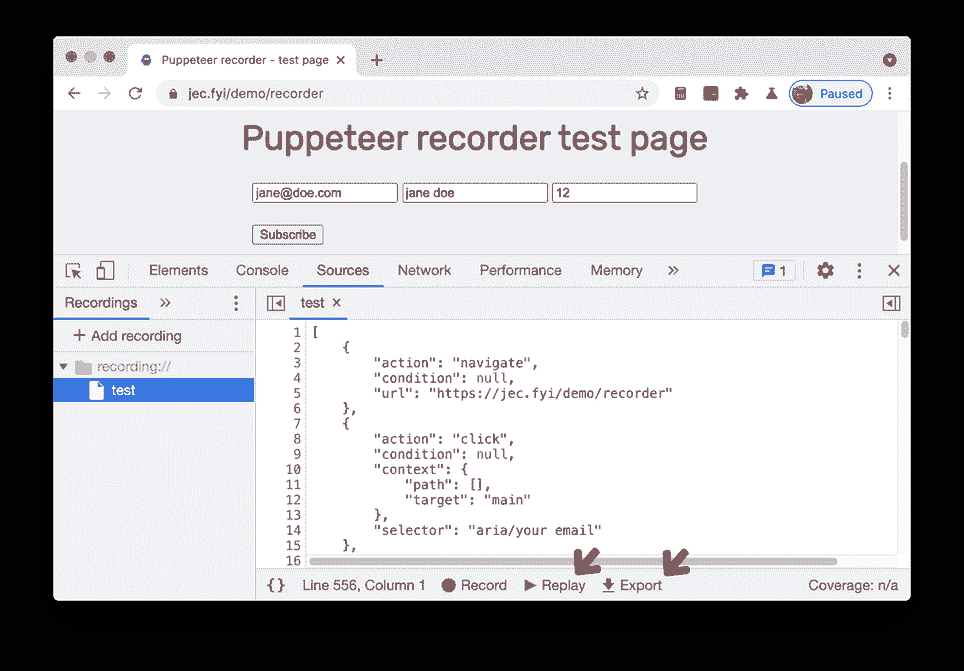 Puppeteer recorder - test page
jec.fyi/demo/recorder
Paused
Puppeteer recorder test page
jane@doe.com jane doe 12
Subscribe
Elements Console Sources Network Performance Memory » 1
Recordings » test
+ Add recording
recording://
test
1 [
2 {
3 "action": "navigate",
4 "condition": null,
5 "url": "https://jec.fyi/demo/recorder"
6 },
7 {
8 "action": "click",
9 "condition": null,
10 "context": {
11 "path": [],
12 "target": "main"
13 },
14 "selector": "aria/your email"
15 },
16
{} Line 556, Column 1 Record Replay Export Coverage: n/a